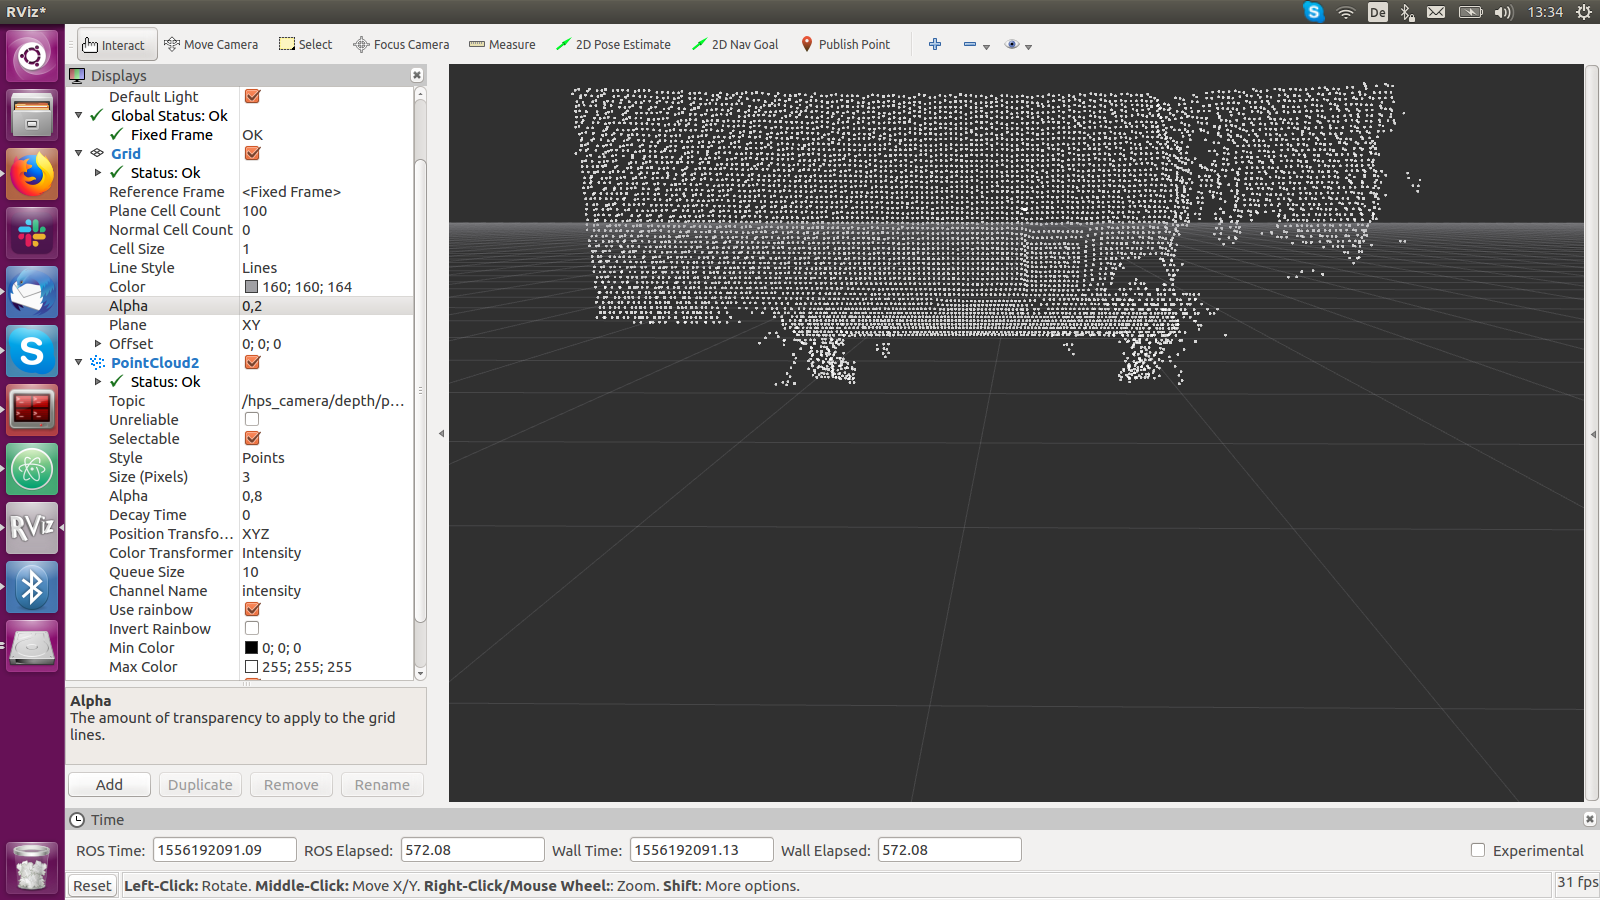 RViz*
De
13:34
Interact
Move Camera
Select
Focus Camera
Measure
2D Pose Estimate
2D Nav Goal
Publish Point
Displays
Default Light
Global Status: Ok
Fixed Frame OK
Grid
Status: Ok
Reference Frame <Fixed Frame>
Plane Cell Count 100
Normal Cell Count 0
Cell Size 1
Line Style Lines
Color 160; 160; 164
Alpha 0,2
Plane XY
Offset 0; 0; 0
PointCloud2
Status: Ok
Topic /hps_camera/depth/p...
Unreliable
Selectable
Style Points
Size (Pixels) 3
Alpha 0,8
Decay Time 0
Position Transfo... XYZ
Color Transformer Intensity
Queue Size 10
Channel Name intensity
Use rainbow
Invert Rainbow
Min Color 0; 0; 0
Max Color 255; 255; 255
Alpha
The amount of transparency to apply to the grid
lines.
Add
Duplicate
Remove
Rename
S
RViz
Time
ROS Time: 1556192091.09 ROS Elapsed: 572.08 Wall Time: 1556192091.13 Wall Elapsed: 572.08
Experimental
Reset
Left-Click: Rotate. Middle-Click: Move X/Y. Right-Click/Mouse Wheel:: Zoom. Shift: More options.
31 fps